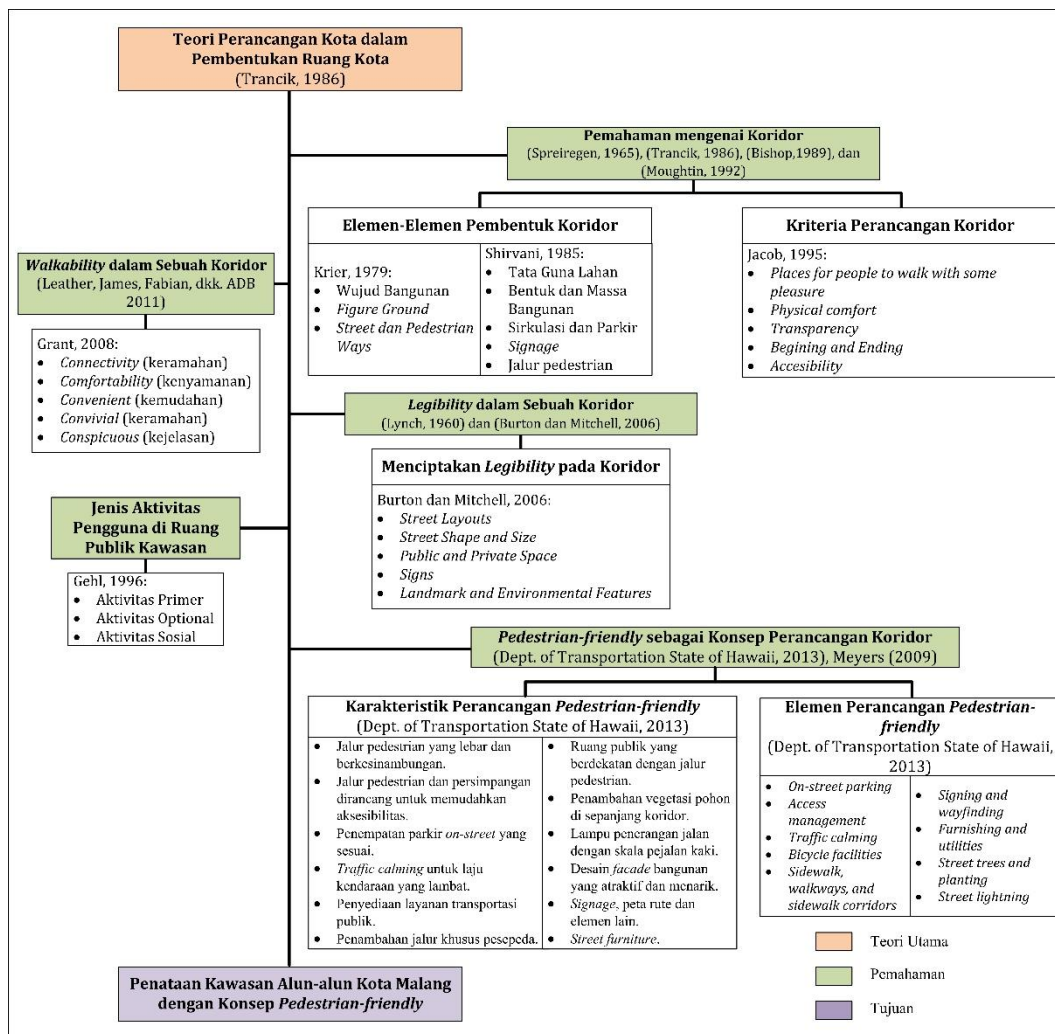 Teori Perancangan Kota dalam
Pembentukan Ruang Kota
(Trancik, 1986)
Pemahaman mengenai Koridor
(Spreiregen, 1965), (Trancik, 1986), (Bishop,1989), dan
(Moughtin, 1992)
Elemen-Elemen Pembentuk Koridor
Krier, 1979:
• Wujud Bangunan
• Figure Ground
• Street dan Pedestrian
Ways
Shirvani, 1985:
• Tata Guna Lahan
• Bentuk dan Massa
Bangunan
• Sirkulasi dan Parkir
• Signage
• Jalur pedestrian
Kriteria Perancangan Koridor
Jacob, 1995:
• Places for people to walk with some
pleasure
• Physical comfort
• Transparency
• Begining and Ending
• Accesibility
Walkability dalam Sebuah Koridor
(Leather, James, Fabian, dkk. ADB
2011)
Grant, 2008:
• Connectivity (keramahan)
• Comfortability (kenyamanan)
• Convenient (kemudahan)
• Convivial (keramahan)
• Conspicuous (kejelasan)
Legibility dalam Sebuah Koridor
(Lynch, 1960) dan (Burton dan Mitchell, 2006)
Menciptakan Legibility pada Koridor
Burton dan Mitchell, 2006:
• Street Layouts
• Street Shape and Size
• Public and Private Space
• Signs
• Landmark and Environmental Features
Jenis Aktivitas
Pengguna di Ruang
Publik Kawasan
Gehl, 1996:
• Aktivitas Primer
• Aktivitas Optional
• Aktivitas Sosial
Pedestrian-friendly sebagai Konsep Perancangan Koridor
(Dept. of Transportation State of Hawaii, 2013), Meyers (2009)
Karakteristik Perancangan Pedestrian-friendly
(Dept. of Transportation State of Hawaii, 2013)
• Jalur pedestrian yang lebar dan
berkesinambungan.
• Jalur pedestrian dan persimpangan
dirancang untuk memudahkan
aksesibilitas.
• Penempatan parkir on-street yang
sesuai.
• Traffic calming untuk laju
kendaraan yang lambat.
• Penyediaan layanan transportasi
publik.
• Penambahan jalur khusus pesepeda.
• Ruang publik yang
berdekatan dengan jalur
pedestrian.
• Penambahan vegetasi pohon
di sepanjang koridor.
• Lampu penerangan jalan
dengan skala pejalan kaki.
• Desain facade bangunan
yang atraktif dan menarik.
• Signage, peta rute dan
elemen lain.
• Street furniture.
Elemen Perancangan Pedestrian-
friendly
(Dept. of Transportation State of Hawaii,
2013)
• On-street parking
• Access
management
• Traffic calming
• Bicycle facilities
• Sidewalk,
walkways, and
sidewalk corridors
• Signing and
wayfinding
• Furnishing and
utilities
• Street trees and
planting
• Street lightning
Teori Utama
Pemahaman
Tujuan
Penataan Kawasan Alun-alun Kota Malang
dengan Konsep Pedestrian-friendly